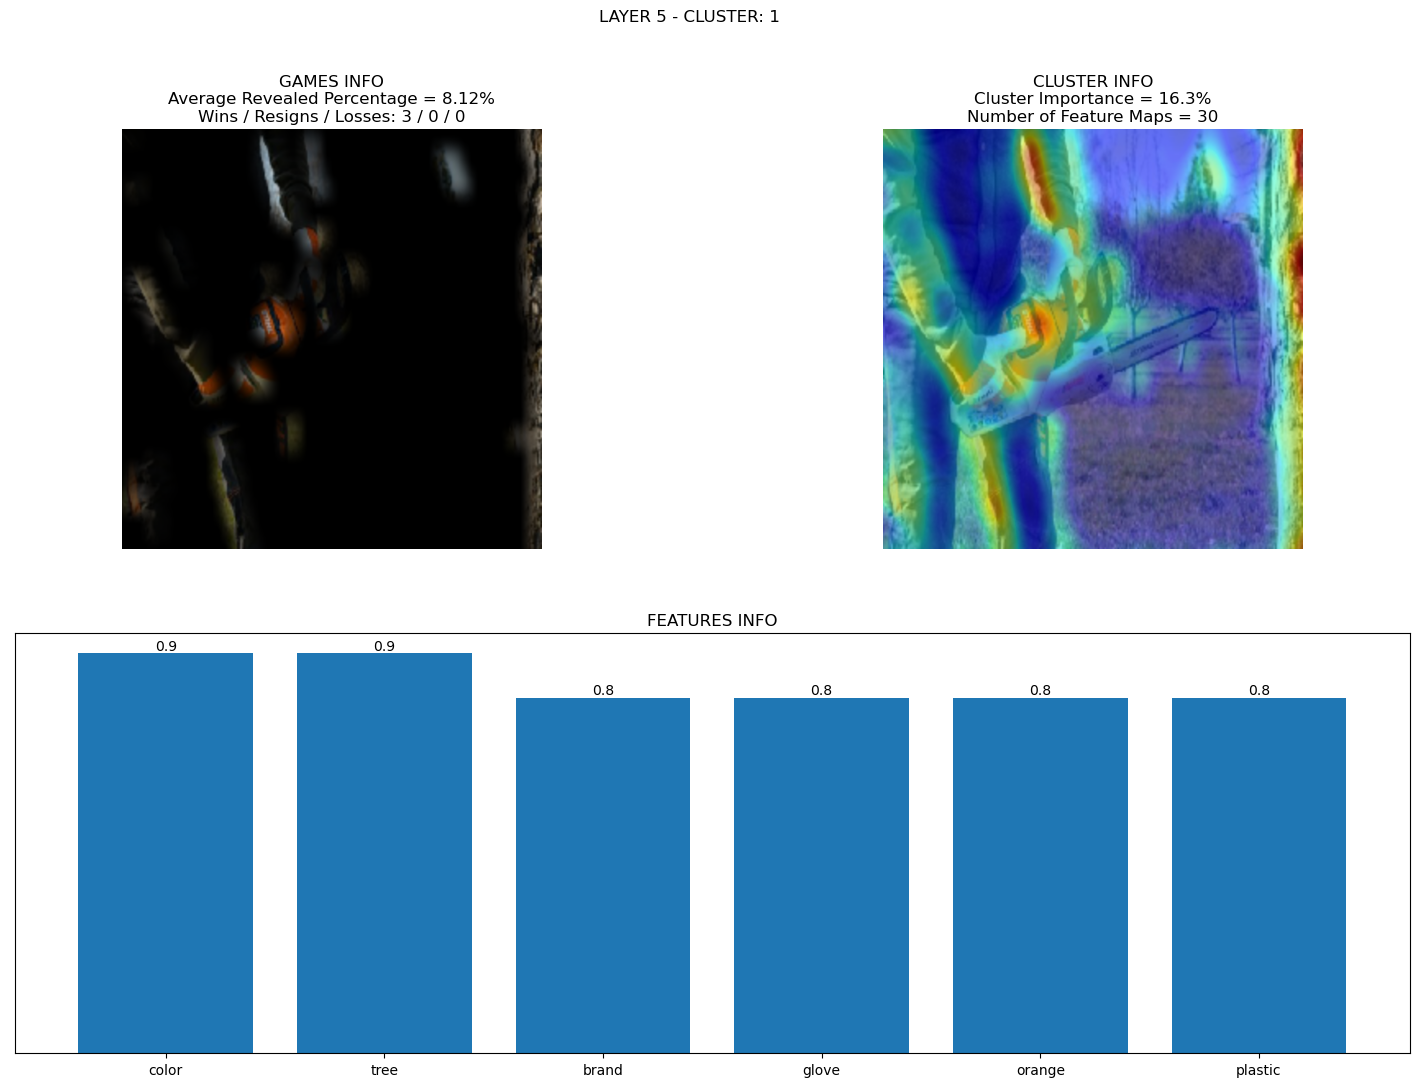 LAYER 5 - CLUSTER: 1
GAMES INFO
Average Revealed Percentage = 8.12%
Wins / Resigns / Losses: 3 / 0 / 0
CLUSTER INFO
Cluster Importance = 16.3%
Number of Feature Maps = 30
FEATURES INFO
0.9
0.9
0.8
0.8
0.8
0.8
color
tree
brand
glove
orange
plastic